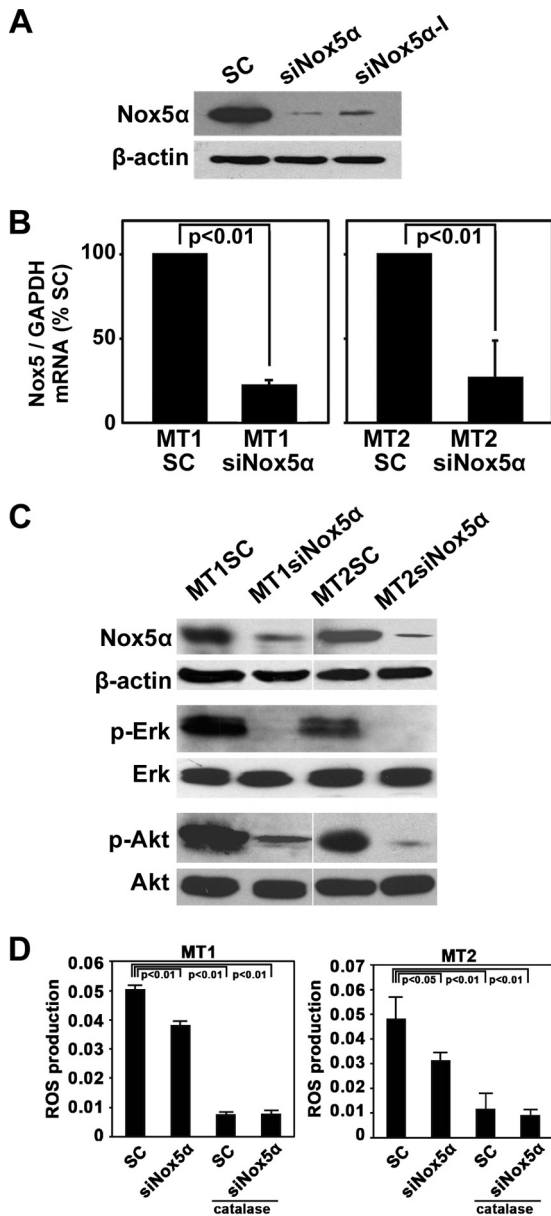 A
SC siNox5α siNox5α-I
Nox5α
β-actin
B
Nox5 / GAPDH
mRNA (% SC)
100
50
0
p<0.01
p<0.01
MT1
SC
MT1
siNox5α
MT2
SC
MT2
siNox5α
C
MT1SC MT1siNox5α MT2SC MT2siNox5α
Nox5α
β-actin
p-Erk
Erk
p-Akt
Akt
D
MT1
ROS production
0.06
0.05
0.04
0.03
0.02
0.01
0
p<0.01 p<0.01 p<0.01
SC siNox5α SC siNox5α
catalase
MT2
ROS production
0.07
0.06
0.05
0.04
0.03
0.02
0.01
0
p<0.05 p<0.01 p<0.01
SC siNox5α SC siNox5α
catalase